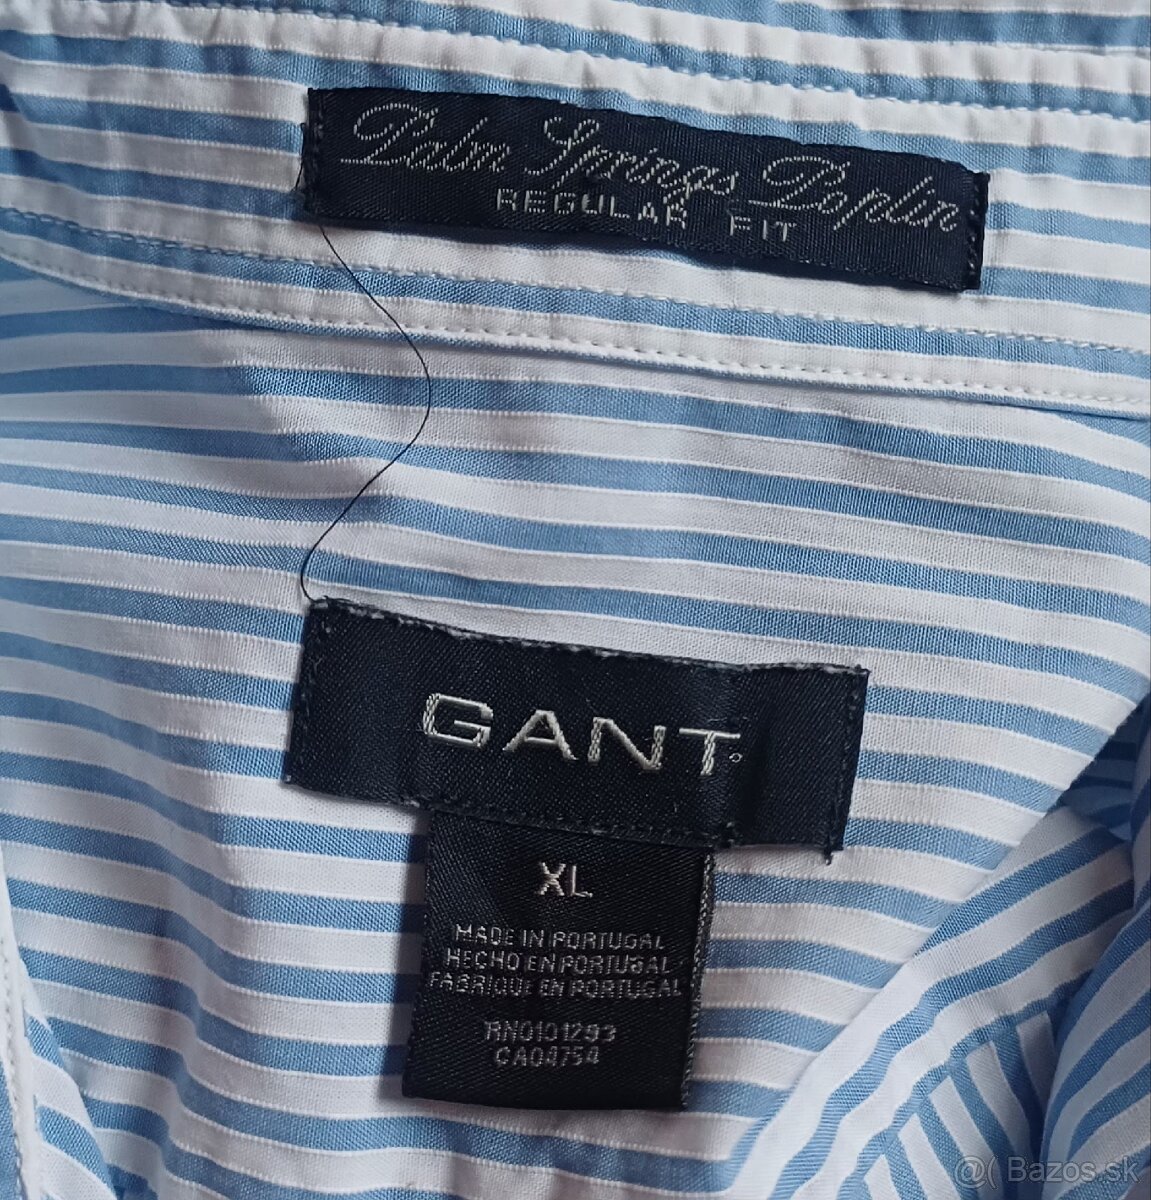 Palm Springs Poplin
REGULAR FIT
GANT
XL
MADE IN PORTUGAL
HECHO EN PORTUGAL
FABRIQUE EN PORTUGAL
RN0101293
CA04754
@( Bazos.sk